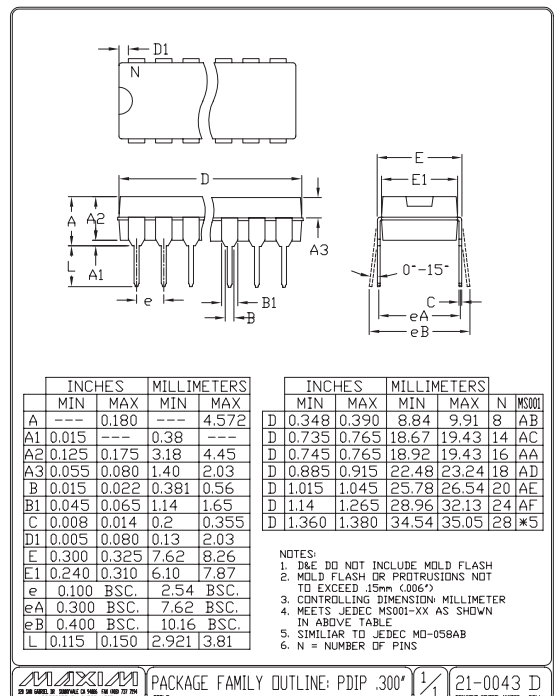 D1
N
D
E
E1
A
A2
A3
L
A1
e
B1
B
0°-15°
C
eA
eB
INCHES MILLIMETERS
MIN MAX MIN MAX
A --- 0.180 --- 4.572
A1 0.015 --- 0.38 ---
A2 0.125 0.175 3.18 4.45
A3 0.055 0.080 1.40 2.03
B 0.015 0.022 0.381 0.56
B1 0.045 0.065 1.14 1.65
C 0.008 0.014 0.2 0.355
D1 0.005 0.080 0.13 2.03
E 0.300 0.325 7.62 8.26
E1 0.240 0.310 6.10 7.87
e 0.100 BSC. 2.54 BSC.
eA 0.300 BSC. 7.62 BSC.
eB 0.400 BSC. 10.16 BSC.
L 0.115 0.150 2.921 3.81
INCHES MILLIMETERS
MIN MAX MIN MAX N MS001
D 0.348 0.390 8.84 9.91 8 AB
D 0.735 0.765 18.67 19.43 14 AC
D 0.745 0.765 18.92 19.43 16 AA
D 0.885 0.915 22.48 23.24 18 AD
D 1.015 1.045 25.78 26.54 20 AE
D 1.14 1.265 28.96 32.13 24 AF
D 1.360 1.380 34.54 35.05 28 *5
NOTES:
1. D&E DO NOT INCLUDE MOLD FLASH
2. MOLD FLASH OR PROTRUSIONS NOT
TO EXCEED .15mm (.006")
3. CONTROLLING DIMENSION: MILLIMETER
4. MEETS JEDEC MS001-XX AS SHOWN
IN ABOVE TABLE
5. SIMILIAR TO JEDEC MO-058AB
6. N = NUMBER OF PINS
MAXIM
PACKAGE FAMILY OUTLINE: PDIP .300"
1/1
21-0043 D